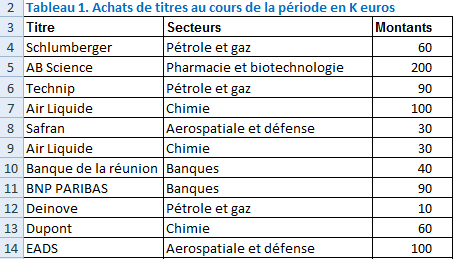 2 Tableau 1. Achats de titres au cours de la période en K euros
3 Titre Secteurs Montants
4 Schlumberger Pétrole et gaz 60
5 AB Science Pharmacie et biotechnologie 200
6 Technip Pétrole et gaz 90
7 Air Liquide Chimie 100
8 Safran Aerospatiale et défense 30
9 Air Liquide Chimie 30
10 Banque de la réunion Banques 40
11 BNP PARIBAS Banques 90
12 Deinove Pétrole et gaz 10
13 Dupont Chimie 60
14 EADS Aerospatiale et défense 100